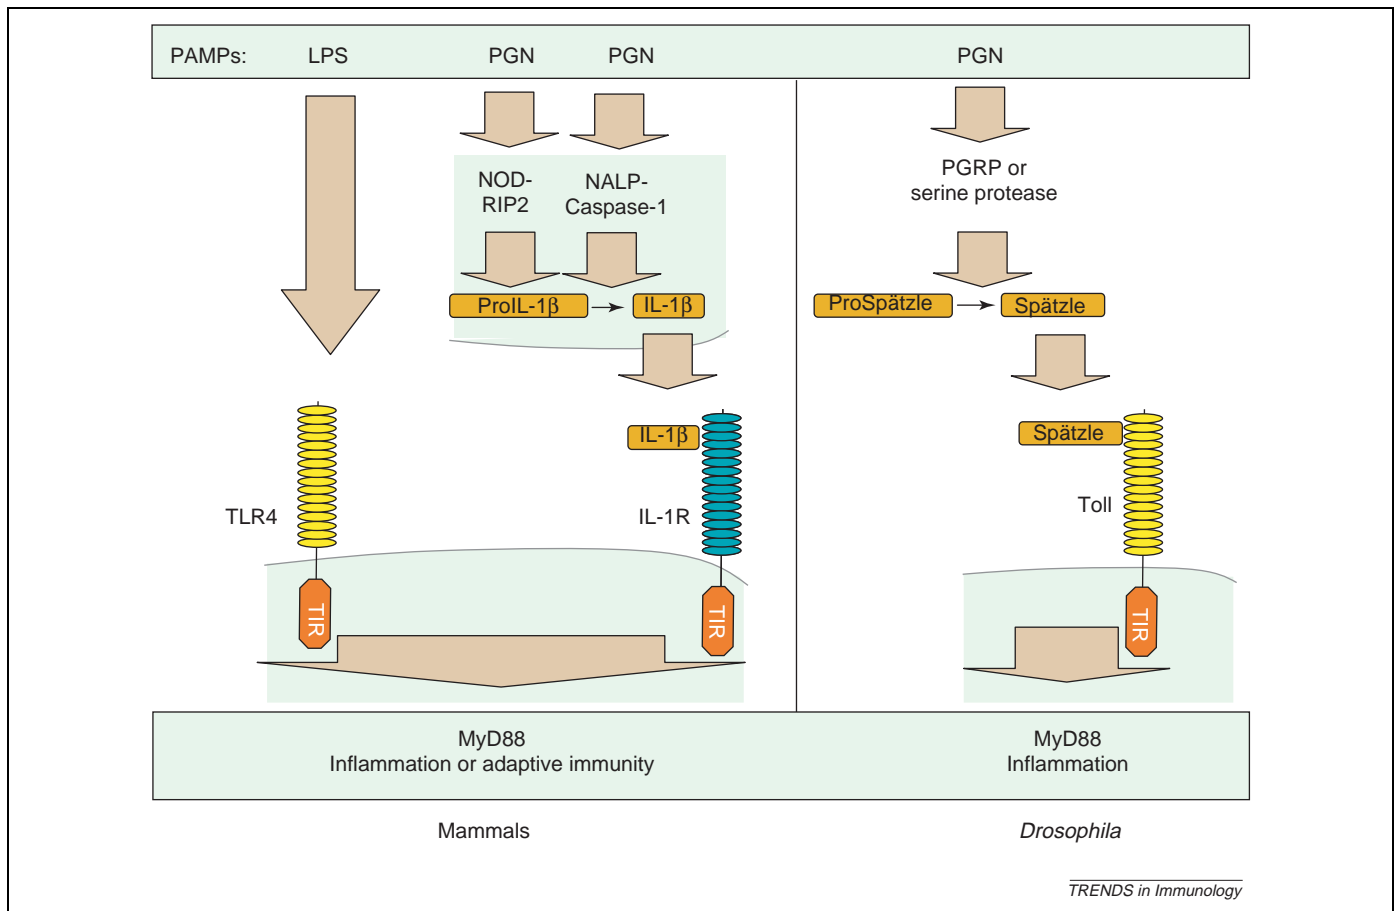 PAMPs: LPS PGN PGN PGN
NOD-
RIP2
NALP-
Caspase-1
PGRP or
serine protease
ProIL-1β
IL-1β
ProSpätzle
Spätzle
IL-1β
Spätzle
TLR4
IL-1R
Toll
TIR
TIR
TIR
MyD88
Inflammation or adaptive immunity
MyD88
Inflammation
Mammals
Drosophila
TRENDS in Immunology